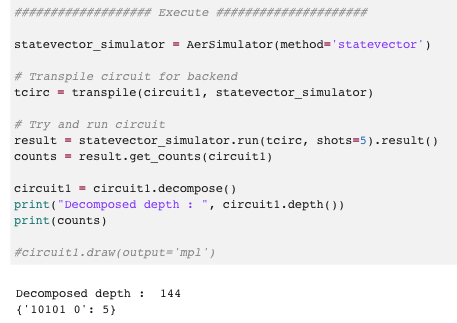 ################### Execute #####################
statevector_simulator = AerSimulator(method='statevector')
# Transpile circuit for backend
tcirc = transpile(circuit1, statevector_simulator)
# Try and run circuit
result = statevector_simulator.run(tcirc, shots=5).result()
counts = result.get_counts(circuit1)
circuit1 = circuit1.decompose()
print("Decomposed depth : ", circuit1.depth())
print(counts)
#circuit1.draw(output='mpl')
Decomposed depth :  144
{'10101 0': 5}